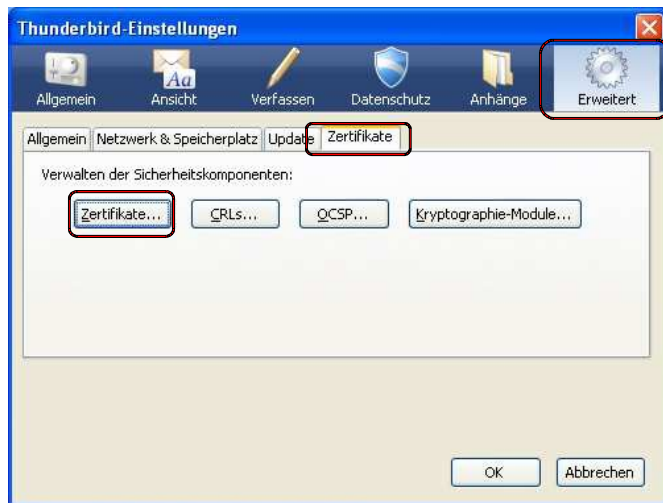 Thunderbird-Einstellungen
Allgemein Ansicht Verfassen Datenschutz Anhänge Erweitert
Allgemein Netzwerk & Speicherplatz Update Zertifikate
Verwalten der Sicherheitskomponenten:
Zertifikate... CRLs... OCSP... Kryptographie-Module...
OK Abbrechen